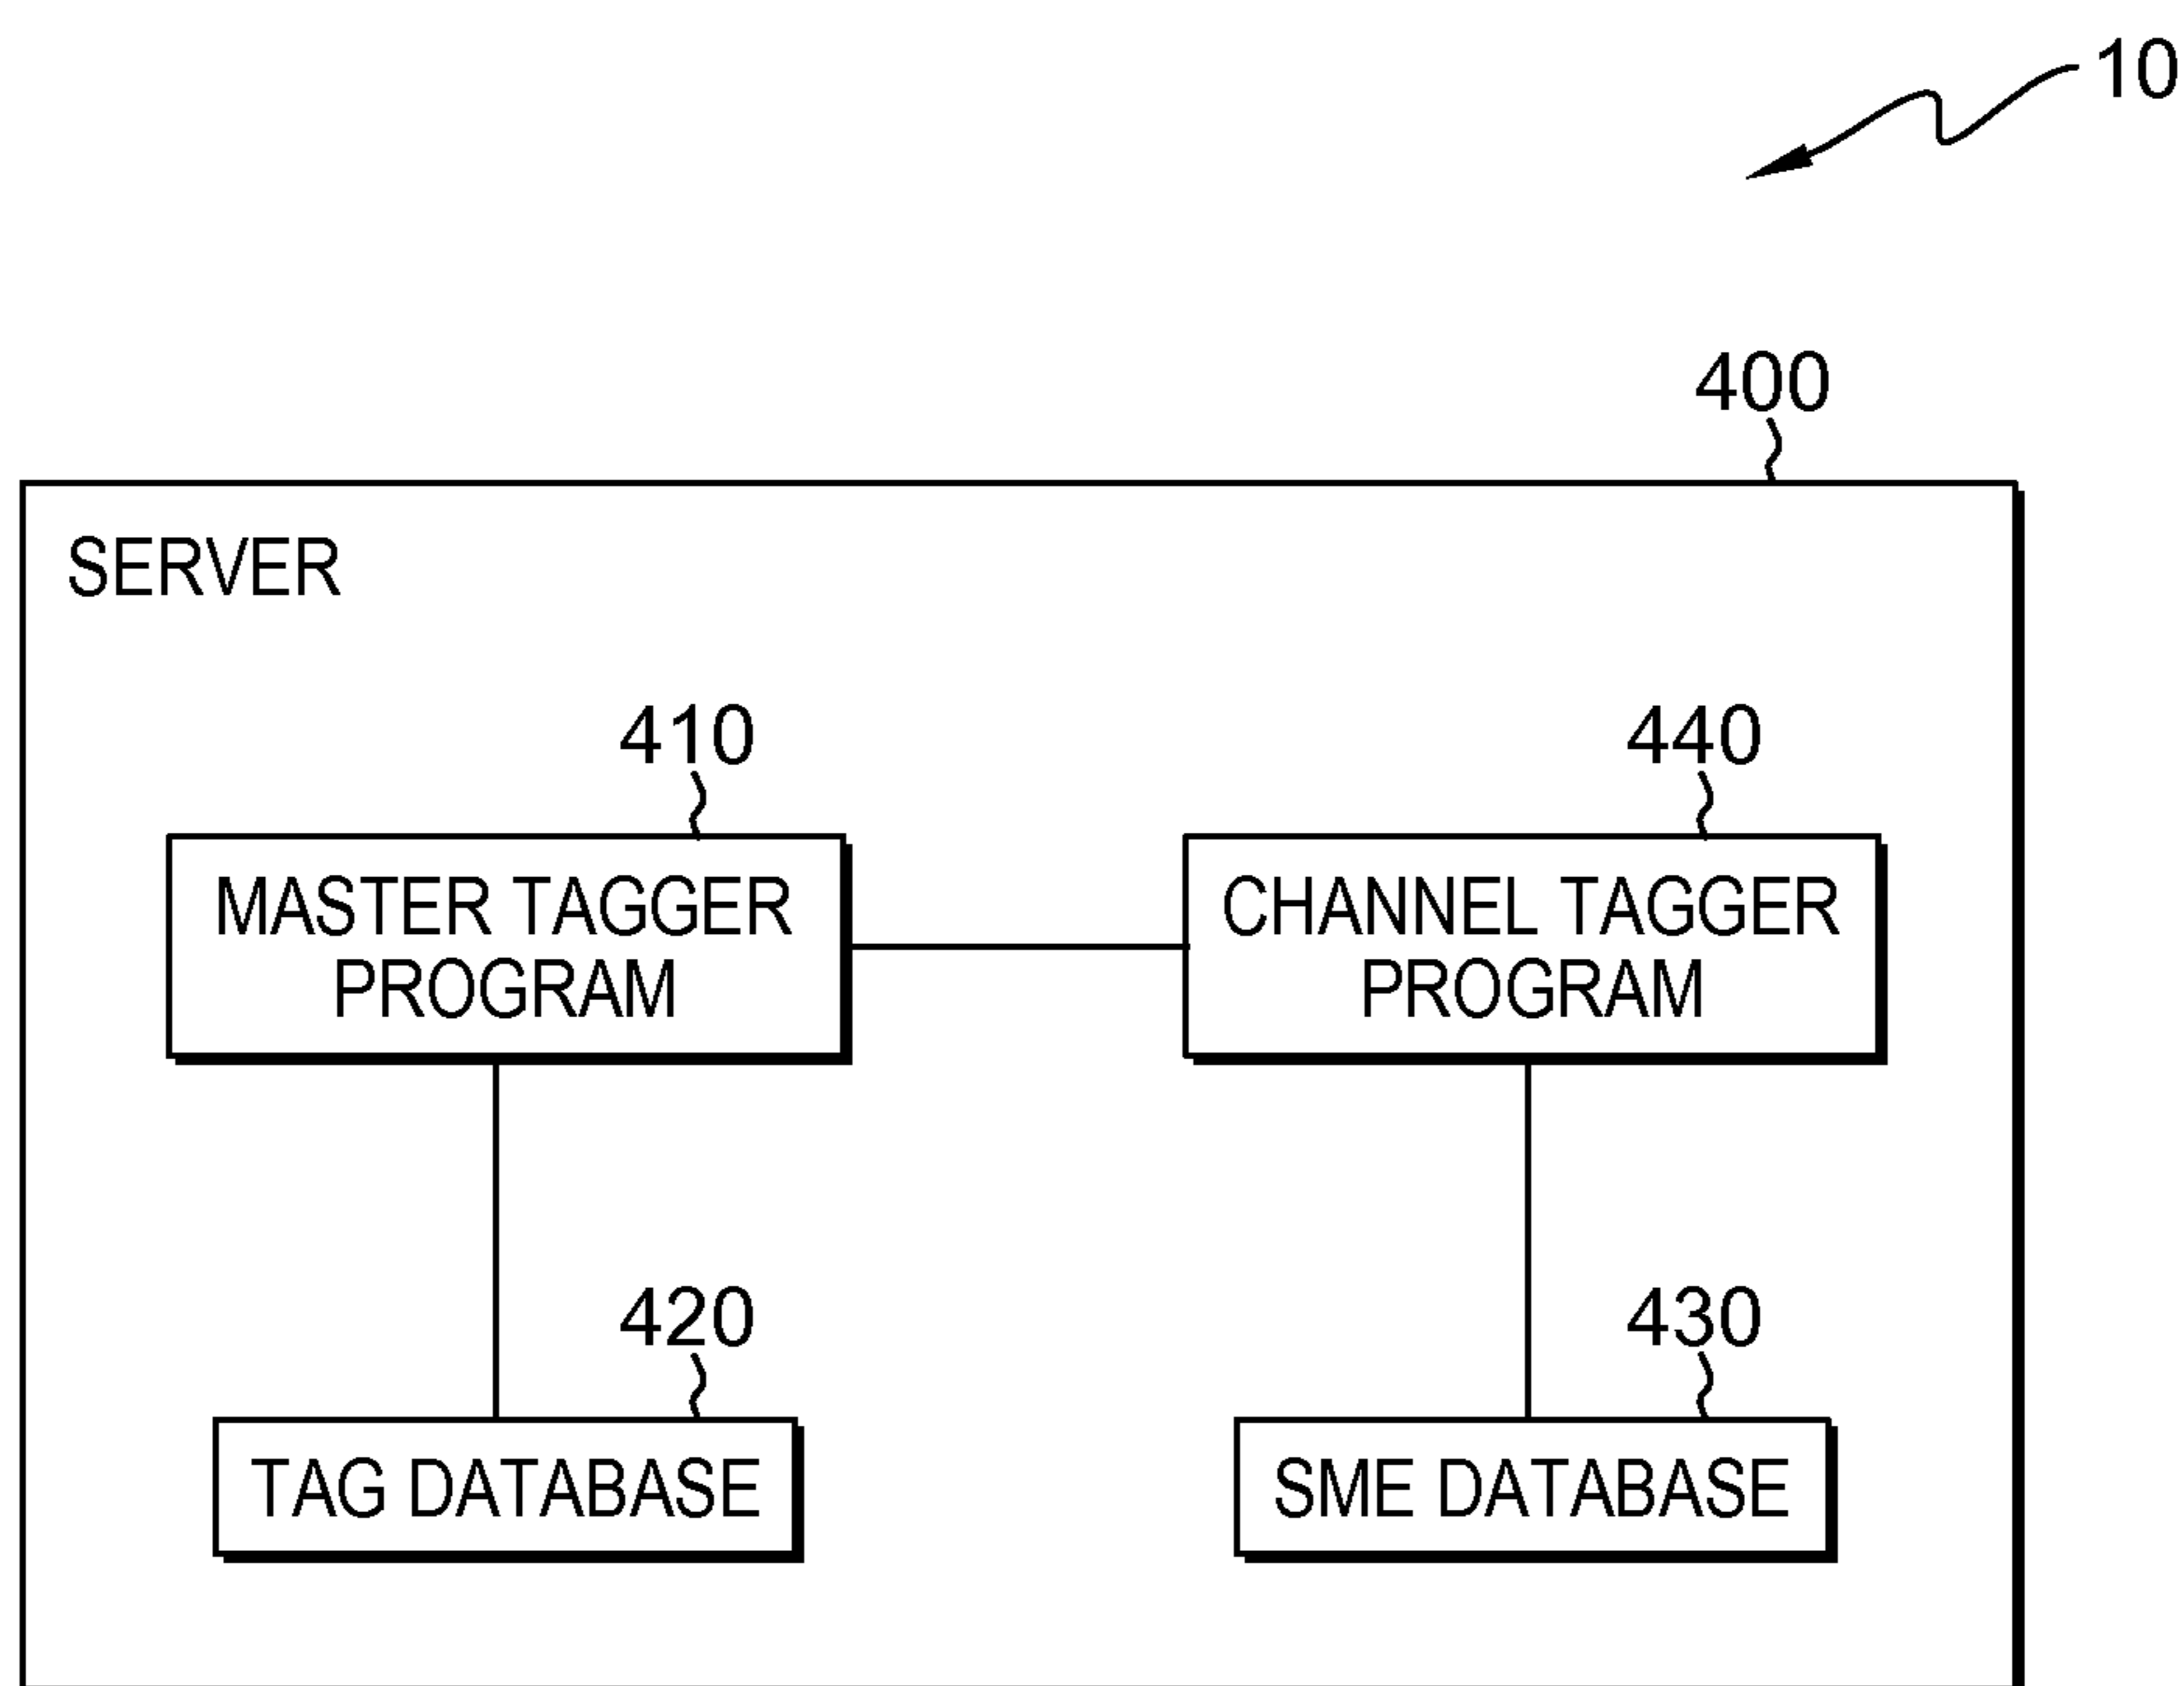 10
400
SERVER
410
440
MASTER TAGGER
PROGRAM
CHANNEL TAGGER
PROGRAM
420
430
TAG DATABASE
SME DATABASE